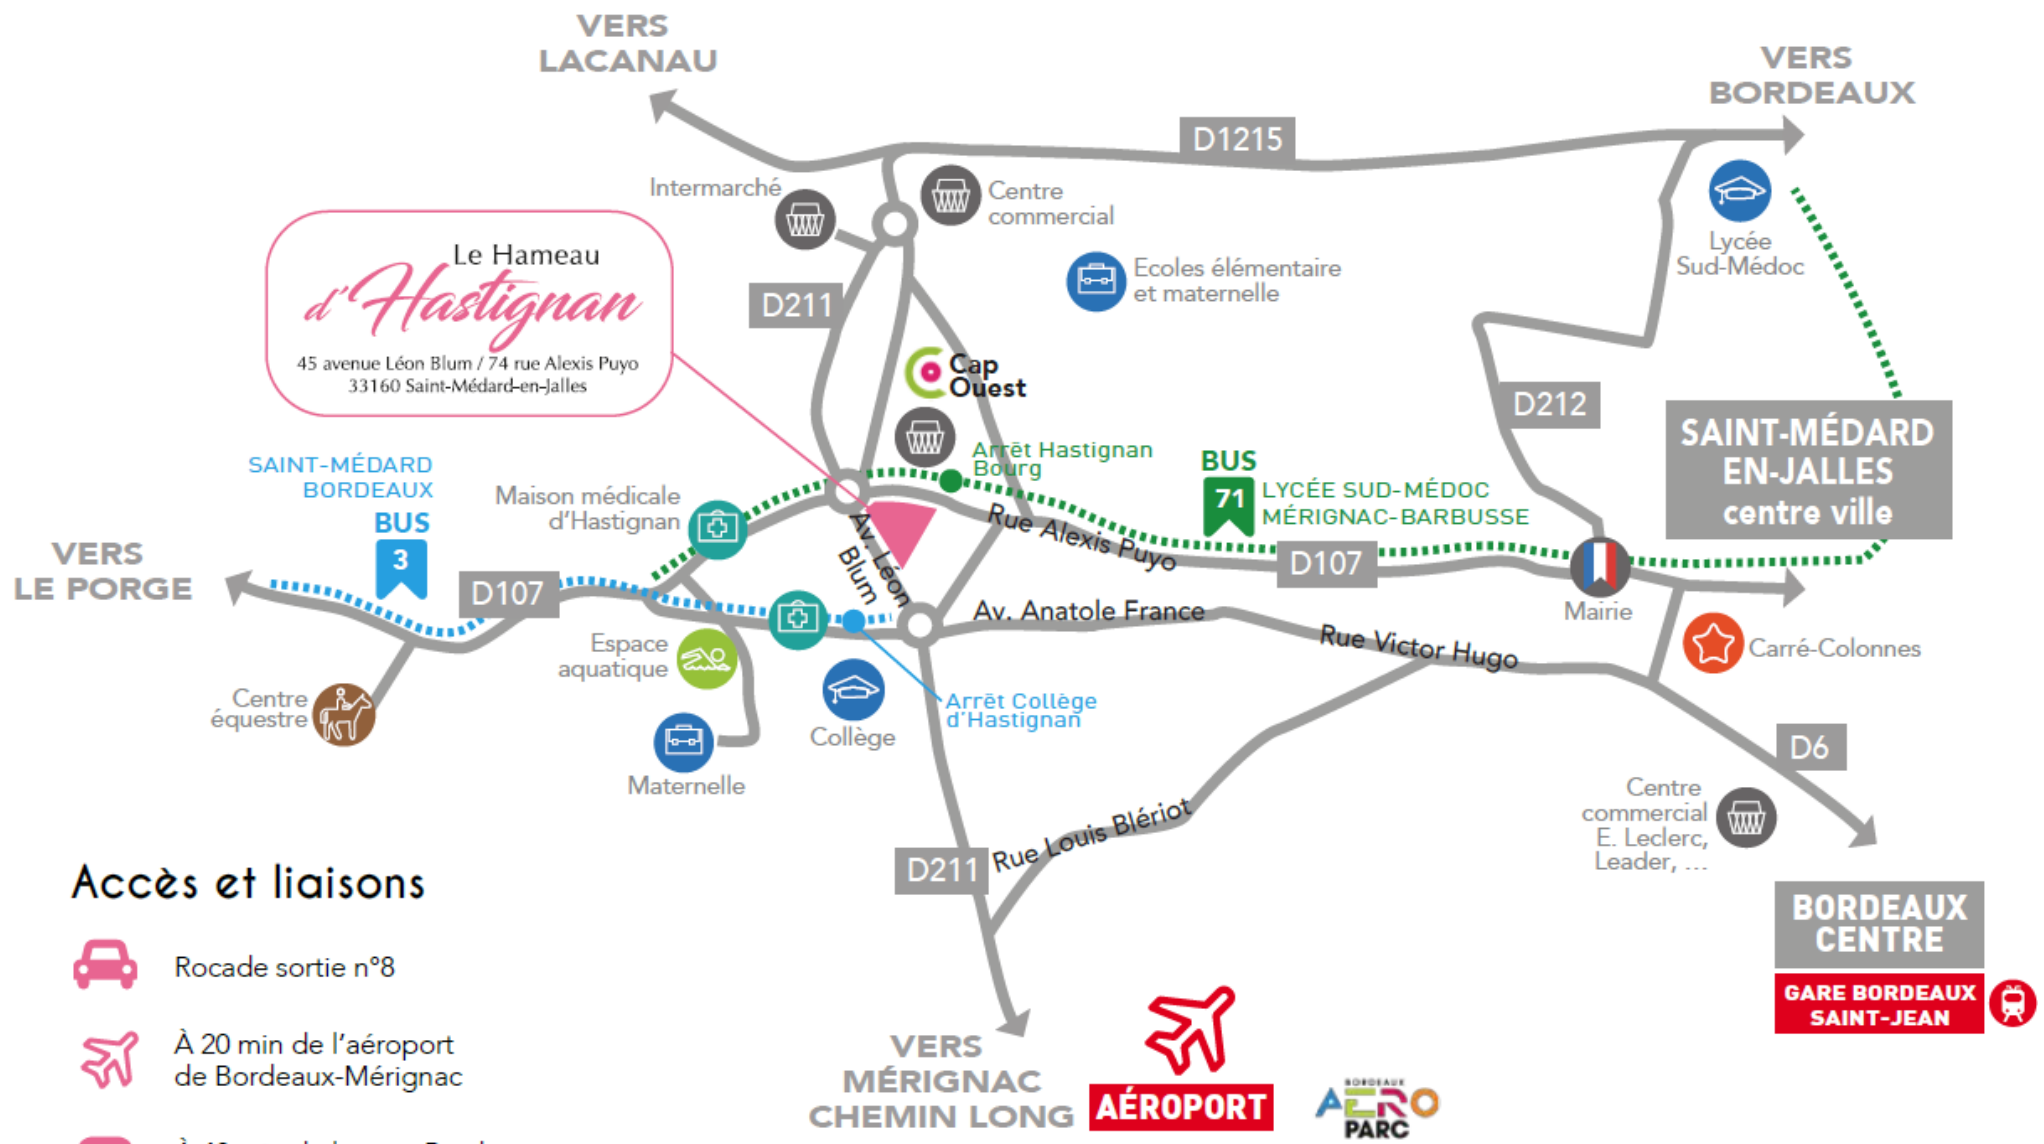 VERS
LACANAU
VERS
BORDEAUX
D1215
Intermarché
Centre
commercial
Lycée
Sud-Médoc
Ecoles élémentaire
et maternelle
Le Hameau
d'Hastignan
45 avenue Léon Blum / 74 rue Alexis Puyo
33160 Saint-Médard-en-Jalles
D211
Cap
Ouest
D212
SAINT-MÉDARD
EN-JALLES
centre ville
Arrêt Hastignan
Bourg
BUS
71
LYCÉE SUD-MÉDOC
MÉRIGNAC-BARBUSSE
SAINT-MÉDARD
BORDEAUX
BUS
3
Maison médicale
d'Hastignan
VERS
LE PORGE
D107
Av. Léon
Blum
Rue Alexis Puyo
D107
Mairie
Av. Anatole France
Rue Victor Hugo
Carré-Colonnes
Espace
aquatique
Centre
équestre
Collège
Arrêt Collège
d'Hastignan
Maternelle
D6
Centre
commercial
E. Leclerc,
Leader, ...
Rue Louis Blériot
D211
BORDEAUX
CENTRE
GARE BORDEAUX
SAINT-JEAN
Accès et liaisons
Rocade sortie n°8
À 20 min de l'aéroport
de Bordeaux-Mérignac
VERS
MÉRIGNAC
CHEMIN LONG
AÉROPORT
BORDEAUX
AERO
PARC